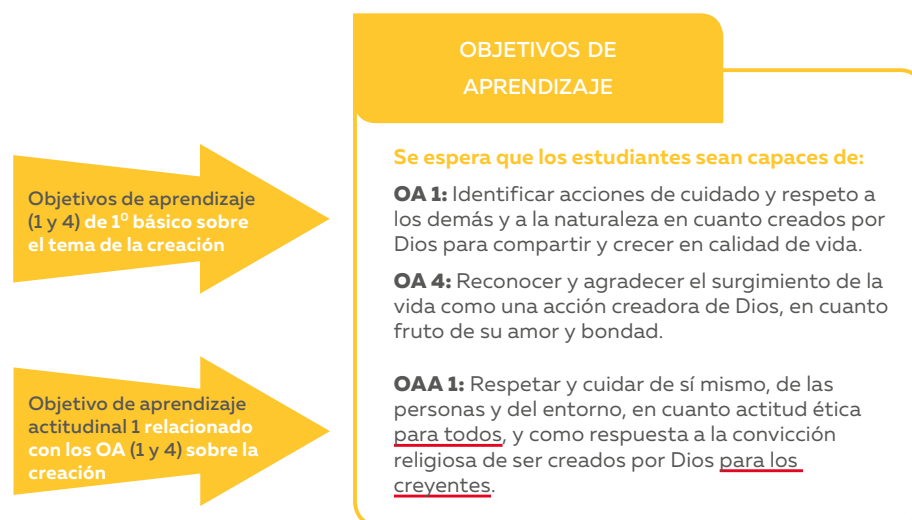 OBJETIVOS DE
APRENDIZAJE
Objetivos de aprendizaje
(1 y 4) de 1º básico sobre
el tema de la creación
Se espera que los estudiantes sean capaces de:
OA 1: Identificar acciones de cuidado y respeto a
los demás y a la naturaleza en cuanto creados por
Dios para compartir y crecer en calidad de vida.
OA 4: Reconocer y agradecer el surgimiento de la
vida como una acción creadora de Dios, en cuanto
fruto de su amor y bondad.
Objetivo de aprendizaje
actitudinal 1 relacionado
con los OA (1 y 4) sobre la
creación
OAA 1: Respetar y cuidar de sí mismo, de las
personas y del entorno, en cuanto actitud ética
para todos, y como respuesta a la convicción
religiosa de ser creados por Dios para los
creyentes.